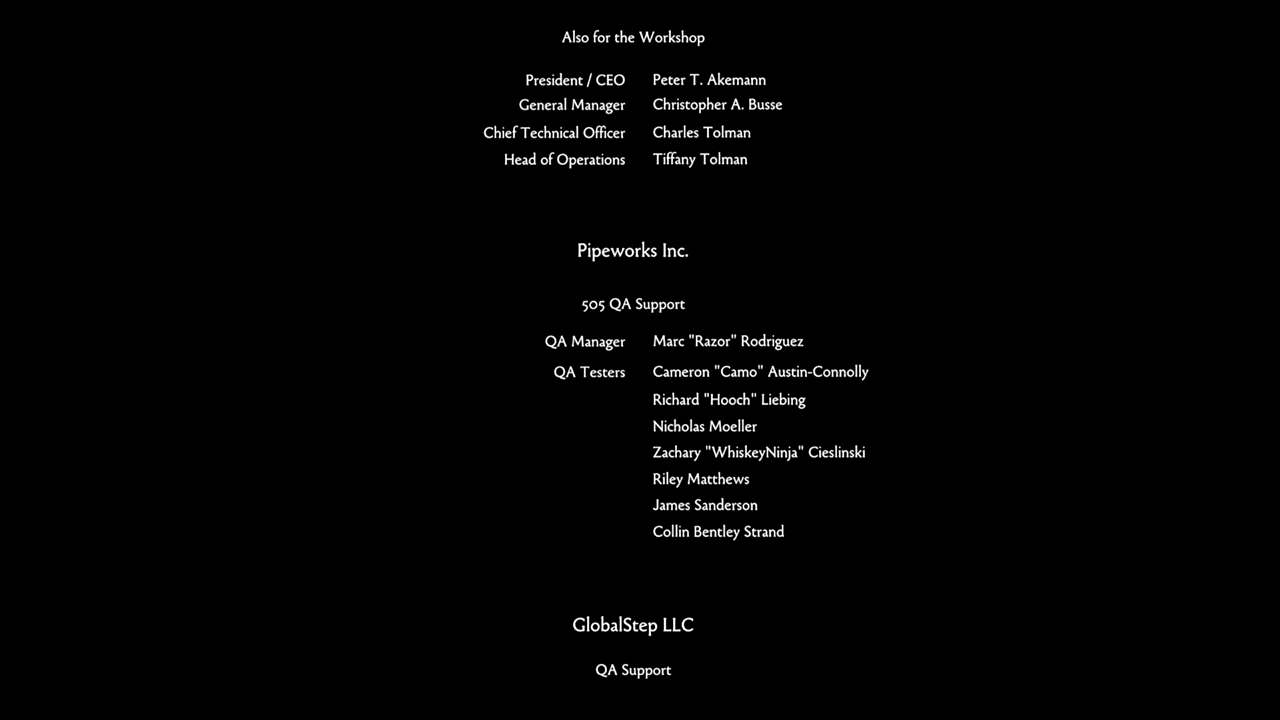 Also for the Workshop
President / CEO Peter T. Akemann
General Manager Christopher A. Busse
Chief Technical Officer Charles Tolman
Head of Operations Tiffany Tolman
Pipeworks Inc.
505 QA Support
QA Manager Marc "Razor" Rodriguez
QA Testers Cameron "Camo" Austin-Connolly
Richard "Hooch" Liebing
Nicholas Moeller
Zachary "WhiskeyNinja" Cieslinski
Riley Matthews
James Sanderson
Collin Bentley Strand
GlobalStep LLC
QA Support